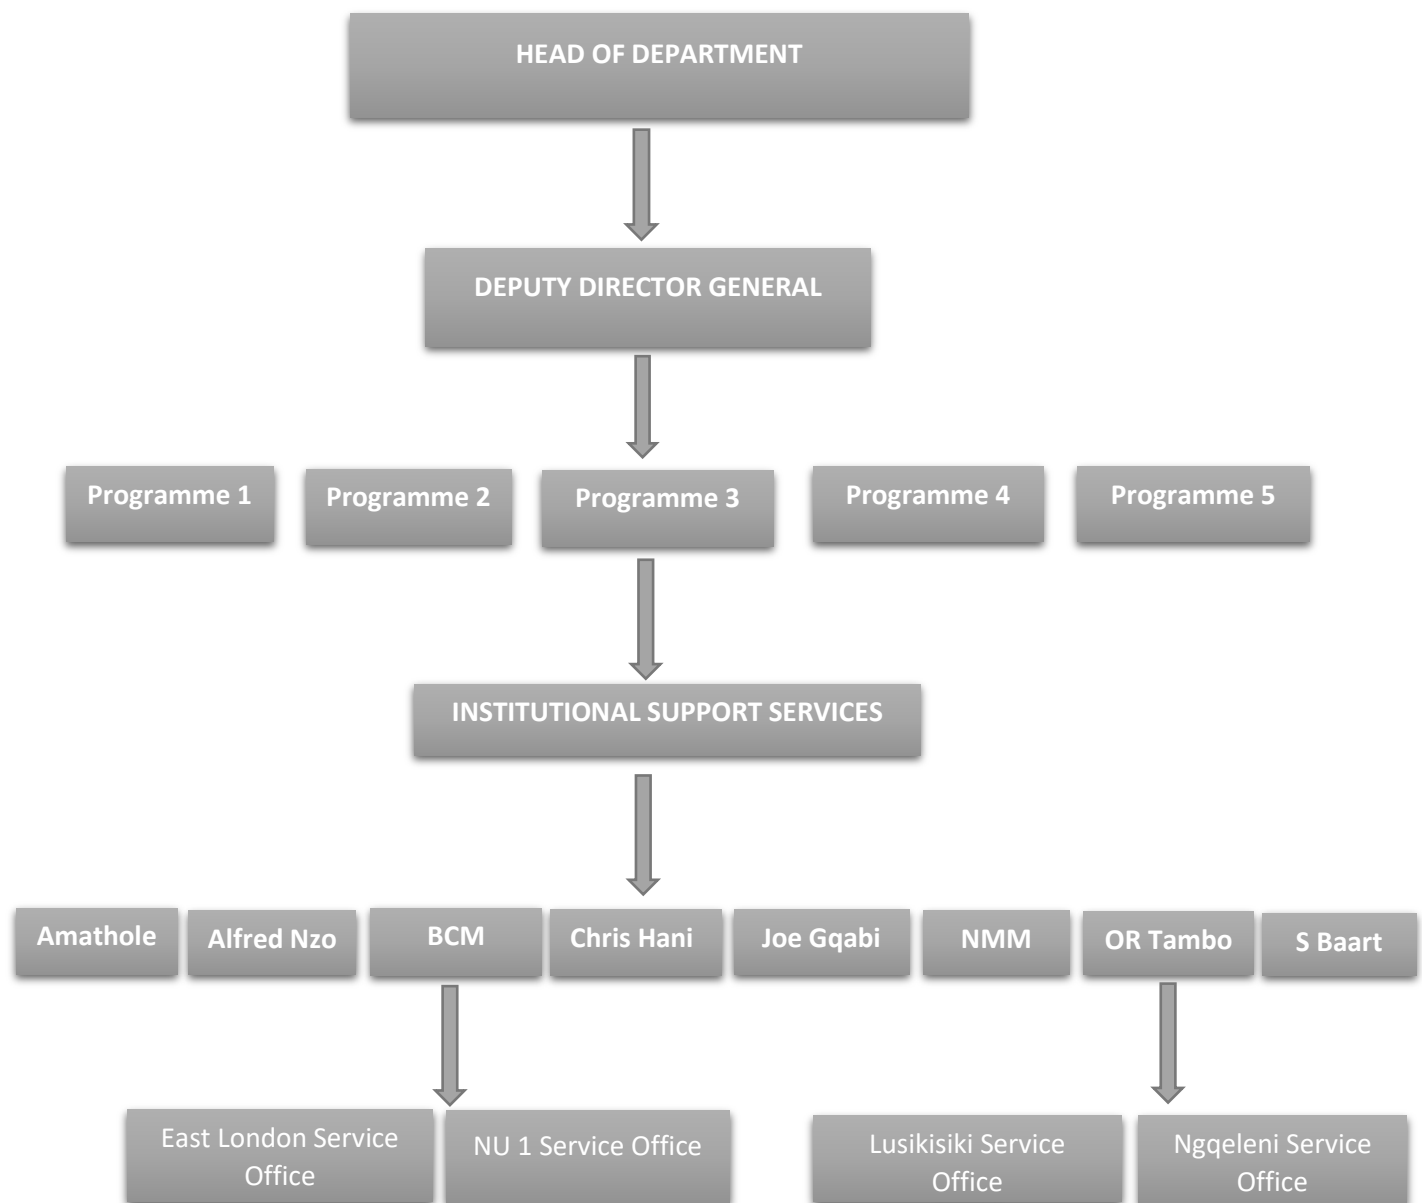 HEAD OF DEPARTMENT
DEPUTY DIRECTOR GENERAL
Programme 1
Programme 2
Programme 3
Programme 4
Programme 5
INSTITUTIONAL SUPPORT SERVICES
Amathole
Alfred Nzo
BCM
Chris Hani
Joe Gqabi
NMM
OR Tambo
S Baart
East London Service
Office
NU 1 Service Office
Lusikisiki Service
Office
Ngqeleni Service
Office